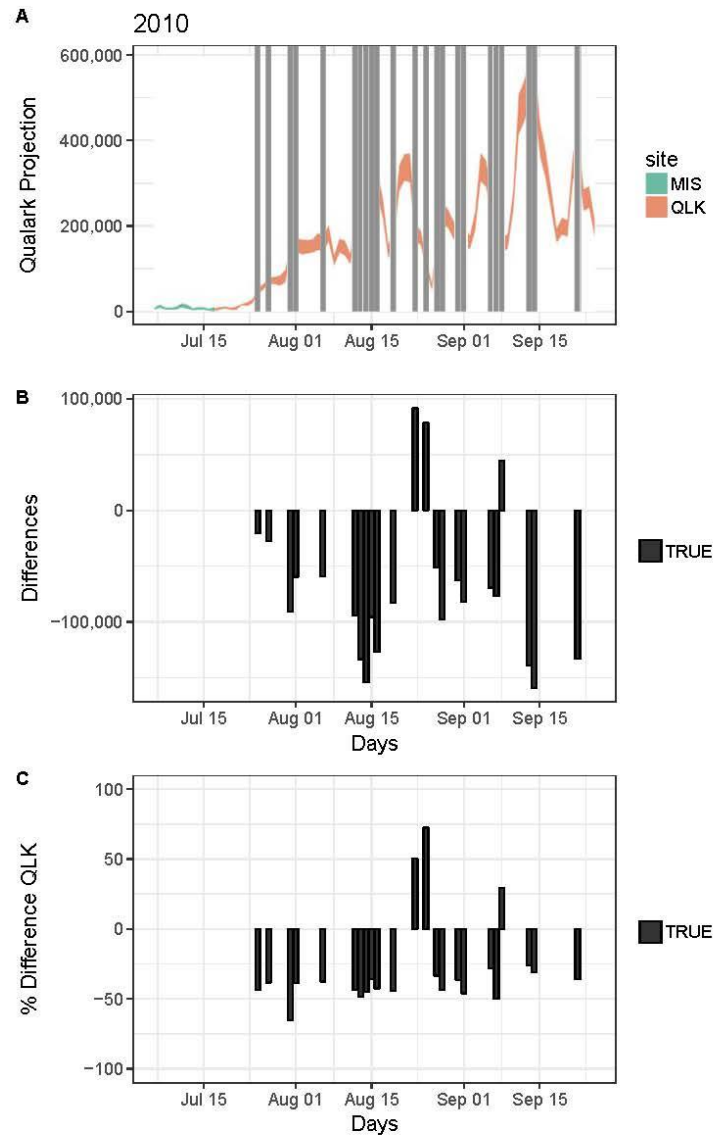 A
2010
600,000
400,000
200,000
0
Qualark Projection
Jul 15 Aug 01 Aug 15 Sep 01 Sep 15
site
MIS
QLK
B
100,000
0
−100,000
Differences
Jul 15 Aug 01 Aug 15 Sep 01 Sep 15
Days
TRUE
C
100
50
0
−50
−100
% Difference QLK
Jul 15 Aug 01 Aug 15 Sep 01 Sep 15
Days
TRUE